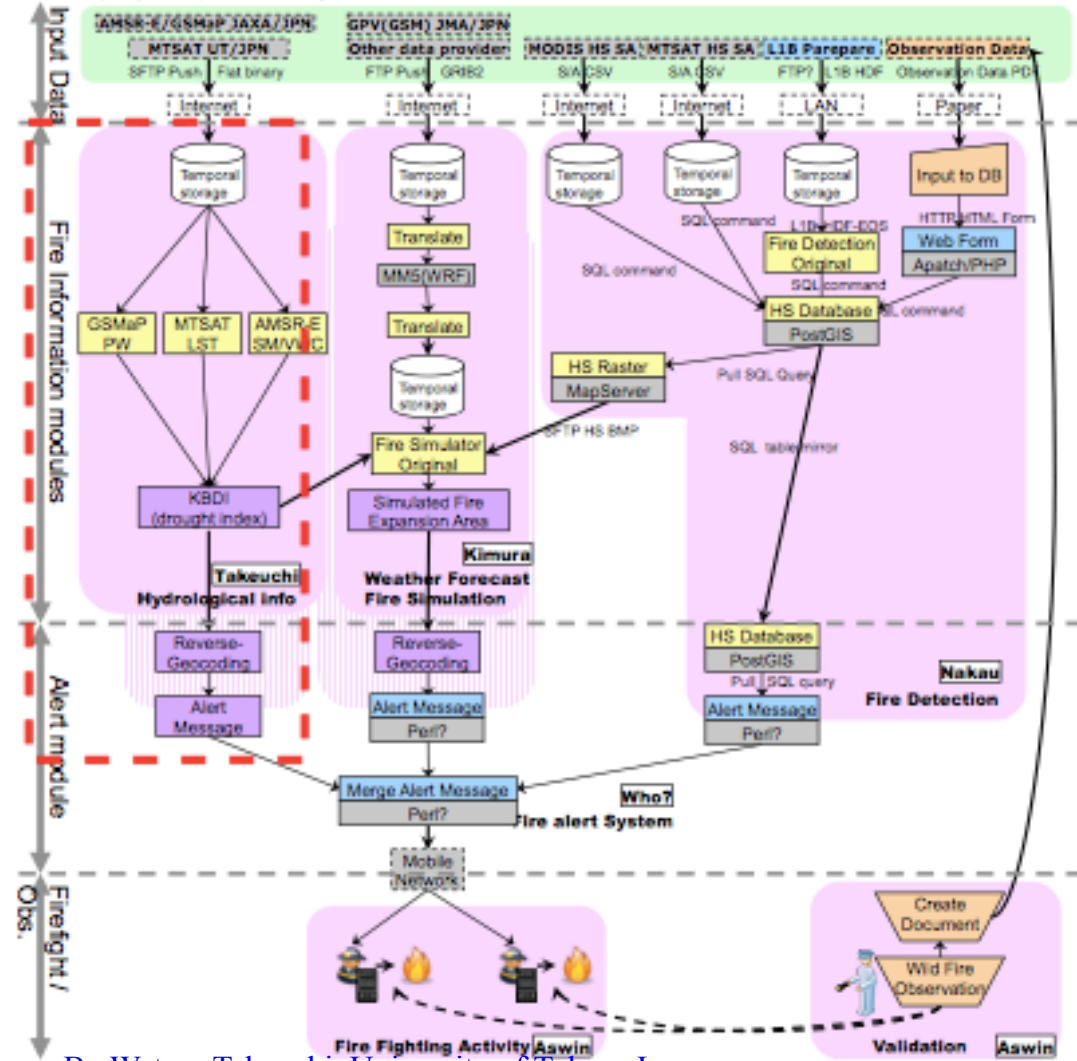 Input Data
AMSR-E/GSMaP JAXA/JPN
MTSAT UT/JPN
SFTP Push Flat binary
Internet
GPV(GSM) JMA/JPN
Other data provider
FTP Push GRIB2
Internet
MODIS HS SA
S/A CSV
Internet
MTSAT HS SA
S/A CSV
Internet
L1B Parepare
FTP? L1B HDF
LAN
Observation Data
Observation Data PDF
Paper
Fire Information modules
Temporal
storage
GSMaP
PW
MTSAT
LST
AMSR-E
SM/VWC
KBDI
(drought index)
Takeuchi
Hydrological info
Temporal
storage
Translate
MM5(WRF)
Translate
Temporal
storage
Fire Simulator
Original
Simulated Fire
Expansion Area
Kimura
Weather Forecast
Fire Simulation
Temporal
storage
Temporal
storage
Temporal
storage
Input to DB
SQL command
L1B HDF-EOS
HTTP/HTML Form
Fire Detection
Original
Web Form
Apatch/PHP
SQL command
SQL command
SQL command
HS Database
PostGIS
HS Raster
MapServer
Pull SQL Query
SFTP HS BMP
SQL table mirror
Alert module
Reverse-
Geocoding
Alert
Message
Reverse-
Geocoding
Alert Message
Perl?
HS Database
PostGIS
Pull SQL query
Alert Message
Perl?
Nakau
Fire Detection
Merge Alert Message
Perl?
Who?
Fire alert System
Mobile
Network
Firefight /
Obs.
Create
Document
Wild Fire
Observation
Fire Fighting Activity
Aswin
Validation
Aswin